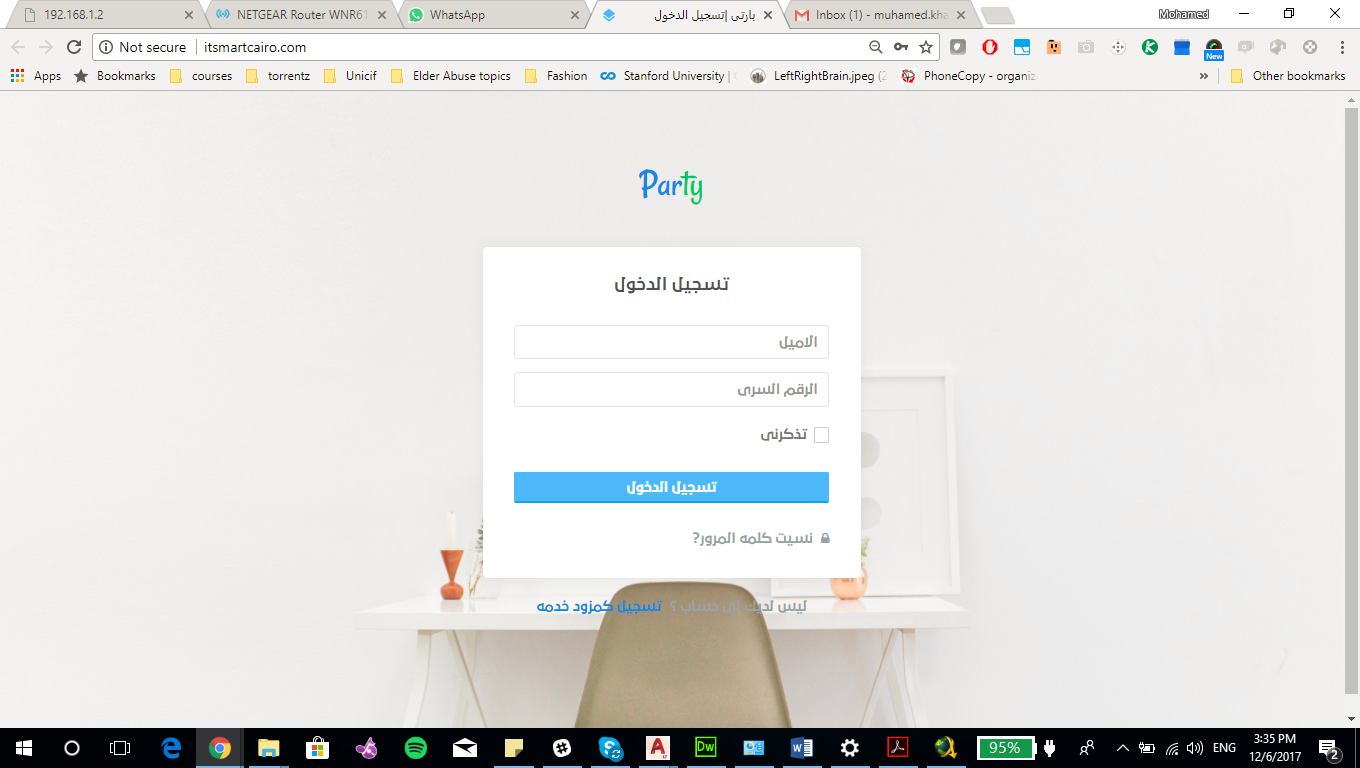 192.168.1.2
NETGEAR Router WNR61
WhatsApp
بارتى |تسجيل الدخول
Inbox (1) - muhamed.kha
Mohamed
Not secure
itsmartcairo.com
Apps
Bookmarks
courses
torrentz
Unicif
Elder Abuse topics
Fashion
Stanford University |
LeftRightBrain.jpeg (2
PhoneCopy - organiz
»
Other bookmarks
New
Party
تسجيل الدخول
الاميل
الرقم السرى
تذكرنى
تسجيل الدخول
نسيت كلمه المرور?
ليس لديك اى حساب ؟ تسجيل كمزود خدمه
95%
ENG
3:35 PM
12/6/2017
2
Dw